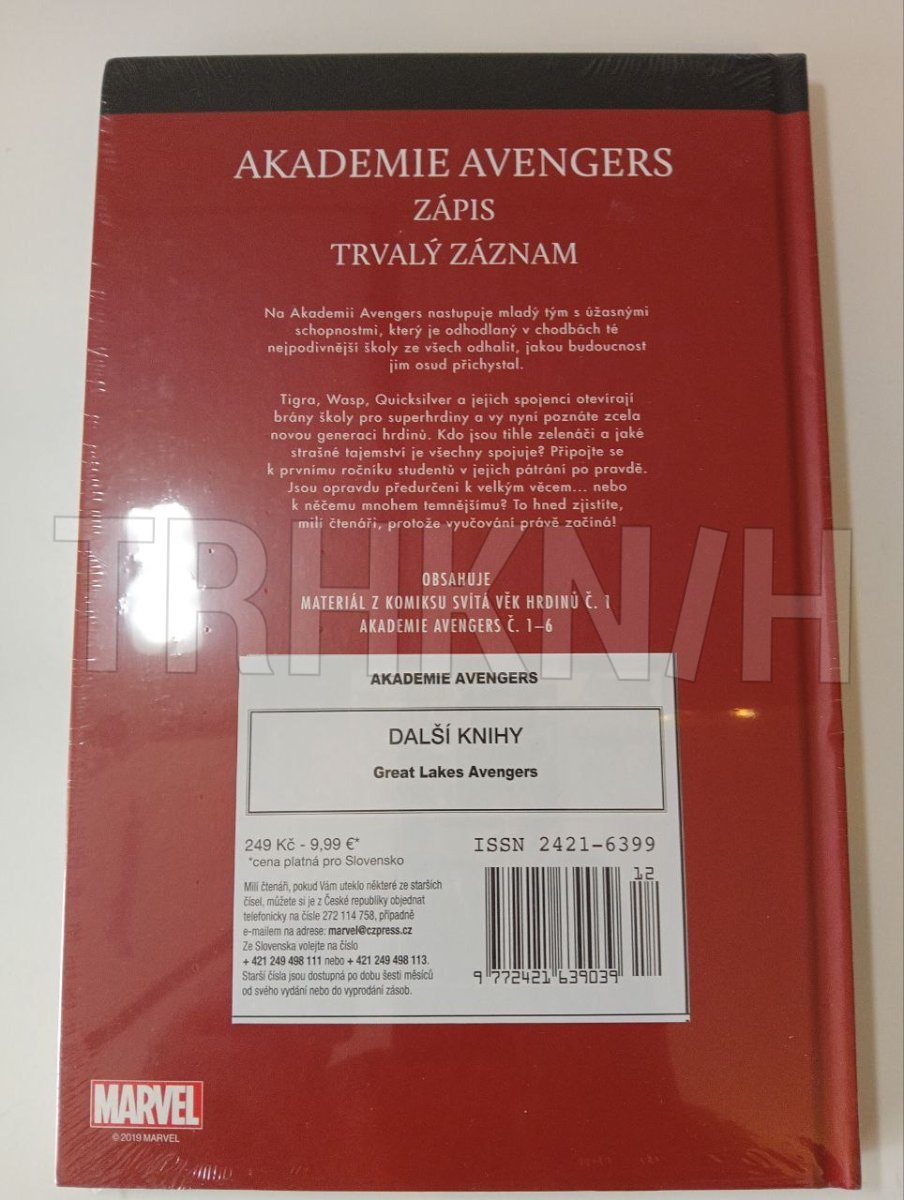 AKADEMIE AVENGERS
ZÁPIS
TRVALÝ ZÁZNAM
Na Akademii Avengers nastupuje mladý tým s úžasnými
schopnostmi, který je odhodlaný v chodbách té
nejpodivnější školy ze všech odhalit, jakou budoucnost
jim osud přichystal.
Tigra, Wasp, Quicksilver a jejich spojenci otevírají
brány školy pro superhrdiny a vy nyní poznáte zcela
novou generaci hrdinů. Kdo jsou tihle zelenáči a jaké
strašné tajemství je všechny spojuje? Připojte se
k prvnímu ročníku studentů v jejich pátrání po pravdě.
Jsou opravdu předurčeni k velkým věcem... nebo
k něčemu mnohem temnějšímu? To hned zjistíte,
milí čtenáři, protože vyučování právě začíná!
TRHKN/H
OBSAHUJE
MATERIÁL Z KOMIKSU SVÍTÁ VĚK HRDINŮ Č. 1
AKADEMIE AVENGERS Č. 1–6
AKADEMIE AVENGERS
DALŠÍ KNIHY
Great Lakes Avengers
249 Kč - 9,99 €*
*cena platná pro Slovensko
Milí čtenáři, pokud Vám uteklo některé ze starších
čísel, můžete si je z České republiky objednat
telefonicky na čísle 272 114 758, případně
e-mailem na adrese: marvel@czpress.cz
Ze Slovenska volejte na číslo
+ 421 249 498 111 nebo + 421 249 498 113.
Starší čísla jsou dostupná po dobu šesti měsíců
od svého vydání nebo do vyprodání zásob.
ISSN 2421-6399
12
9 772421 639039
MARVEL
© 2019 MARVEL